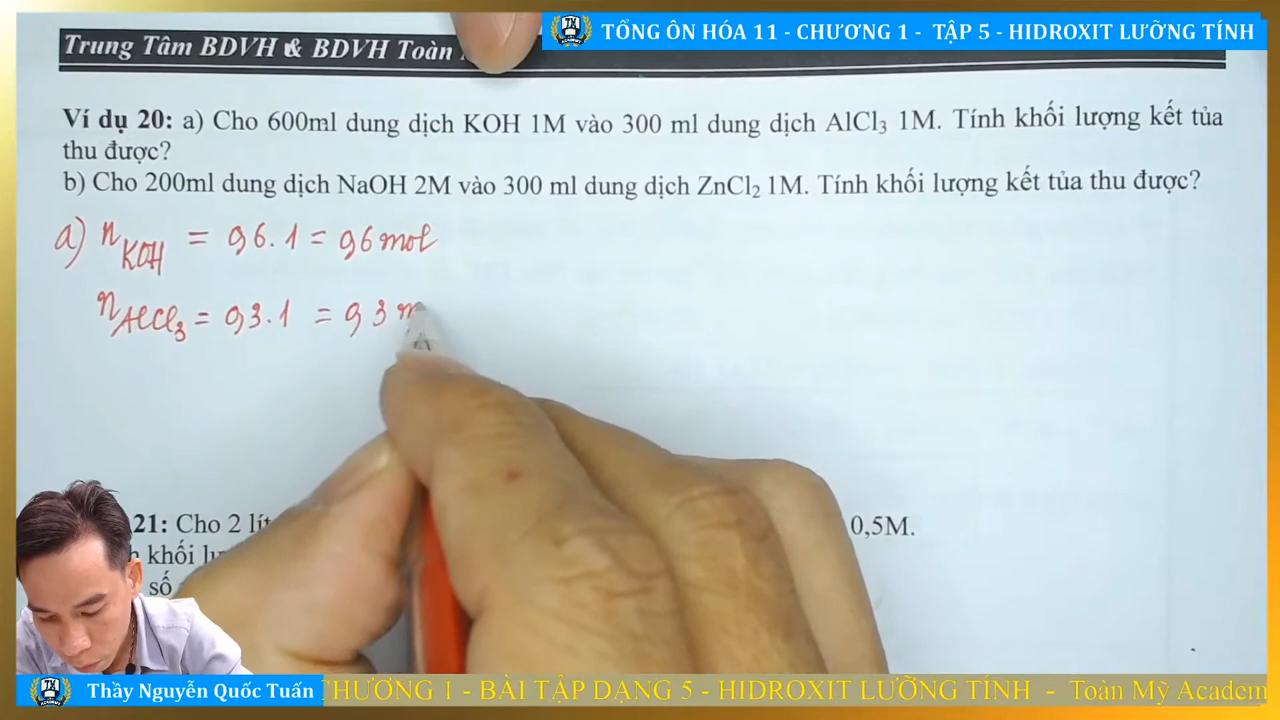 TỔNG ÔN HÓA 11 - CHƯƠNG 1 - TẬP 5 - HIDROXIT LƯỠNG TÍNH
Trung Tâm BDVH & BDVH Toàn
Ví dụ 20: a) Cho 600ml dung dịch KOH 1M vào 300 ml dung dịch AlCl₃ 1M. Tính khối lượng kết tủa
thu được?
b) Cho 200ml dung dịch NaOH 2M vào 300 ml dung dịch ZnCl₂ 1M. Tính khối lượng kết tủa thu được?
a) n KOH = 0,6.1 = 0,6 mol
n AlCl₃ = 0,3.1 = 0,3 m
21: Cho 2 lít 0,5M.
khối
số
Thầy Nguyễn Quốc Tuấn
CHƯƠNG 1 - BÀI TẬP DẠNG 5 - HIDROXIT LƯỠNG TÍNH - Toàn Mỹ Academ